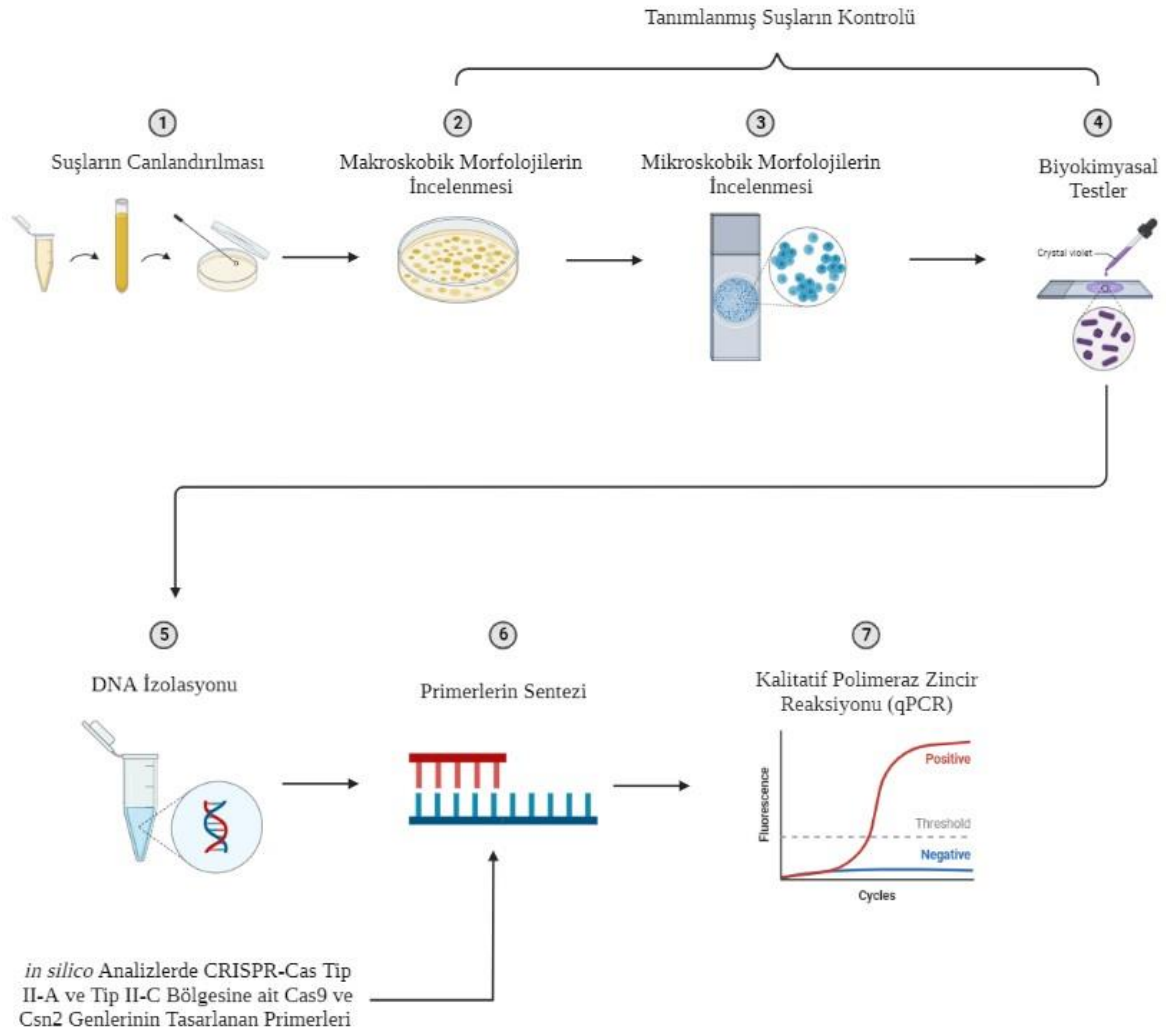 Tanımlanmış Suşların Kontrolü
1
Suşların Canlandırılması
2
Makroskobik Morfolojilerin
İncelenmesi
3
Mikroskobik Morfolojilerin
İncelenmesi
4
Biyokimyasal
Testler
Crystal violet
5
DNA İzolasyonu
6
Primerlerin Sentezi
7
Kalitatif Polimeraz Zincir
Reaksiyonu (qPCR)
Fluorescence
Positive
Threshold
Negative
Cycles
in silico Analizlerde CRISPR-Cas Tip
II-A ve Tip II-C Bölgesine ait Cas9 ve
Csn2 Genlerinin Tasarlanan Primerleri